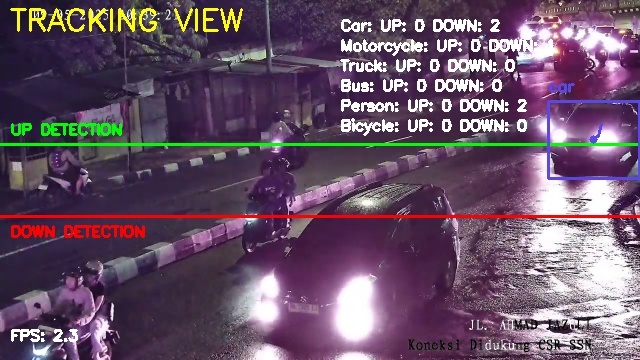 TRACKING VIEW
Car: UP: 0 DOWN: 2
Motorcycle: UP: 0 DOWN:
Truck: UP: 0 DOWN: 0
Bus: UP: 0 DOWN: 0
Person: UP: 0 DOWN: 2
Bicycle: UP: 0 DOWN: 0
car
UP DETECTION
DOWN DETECTION
FPS: 2.3
JL. AHMAD JAZULI
Koneksi Didukung CSR SSN